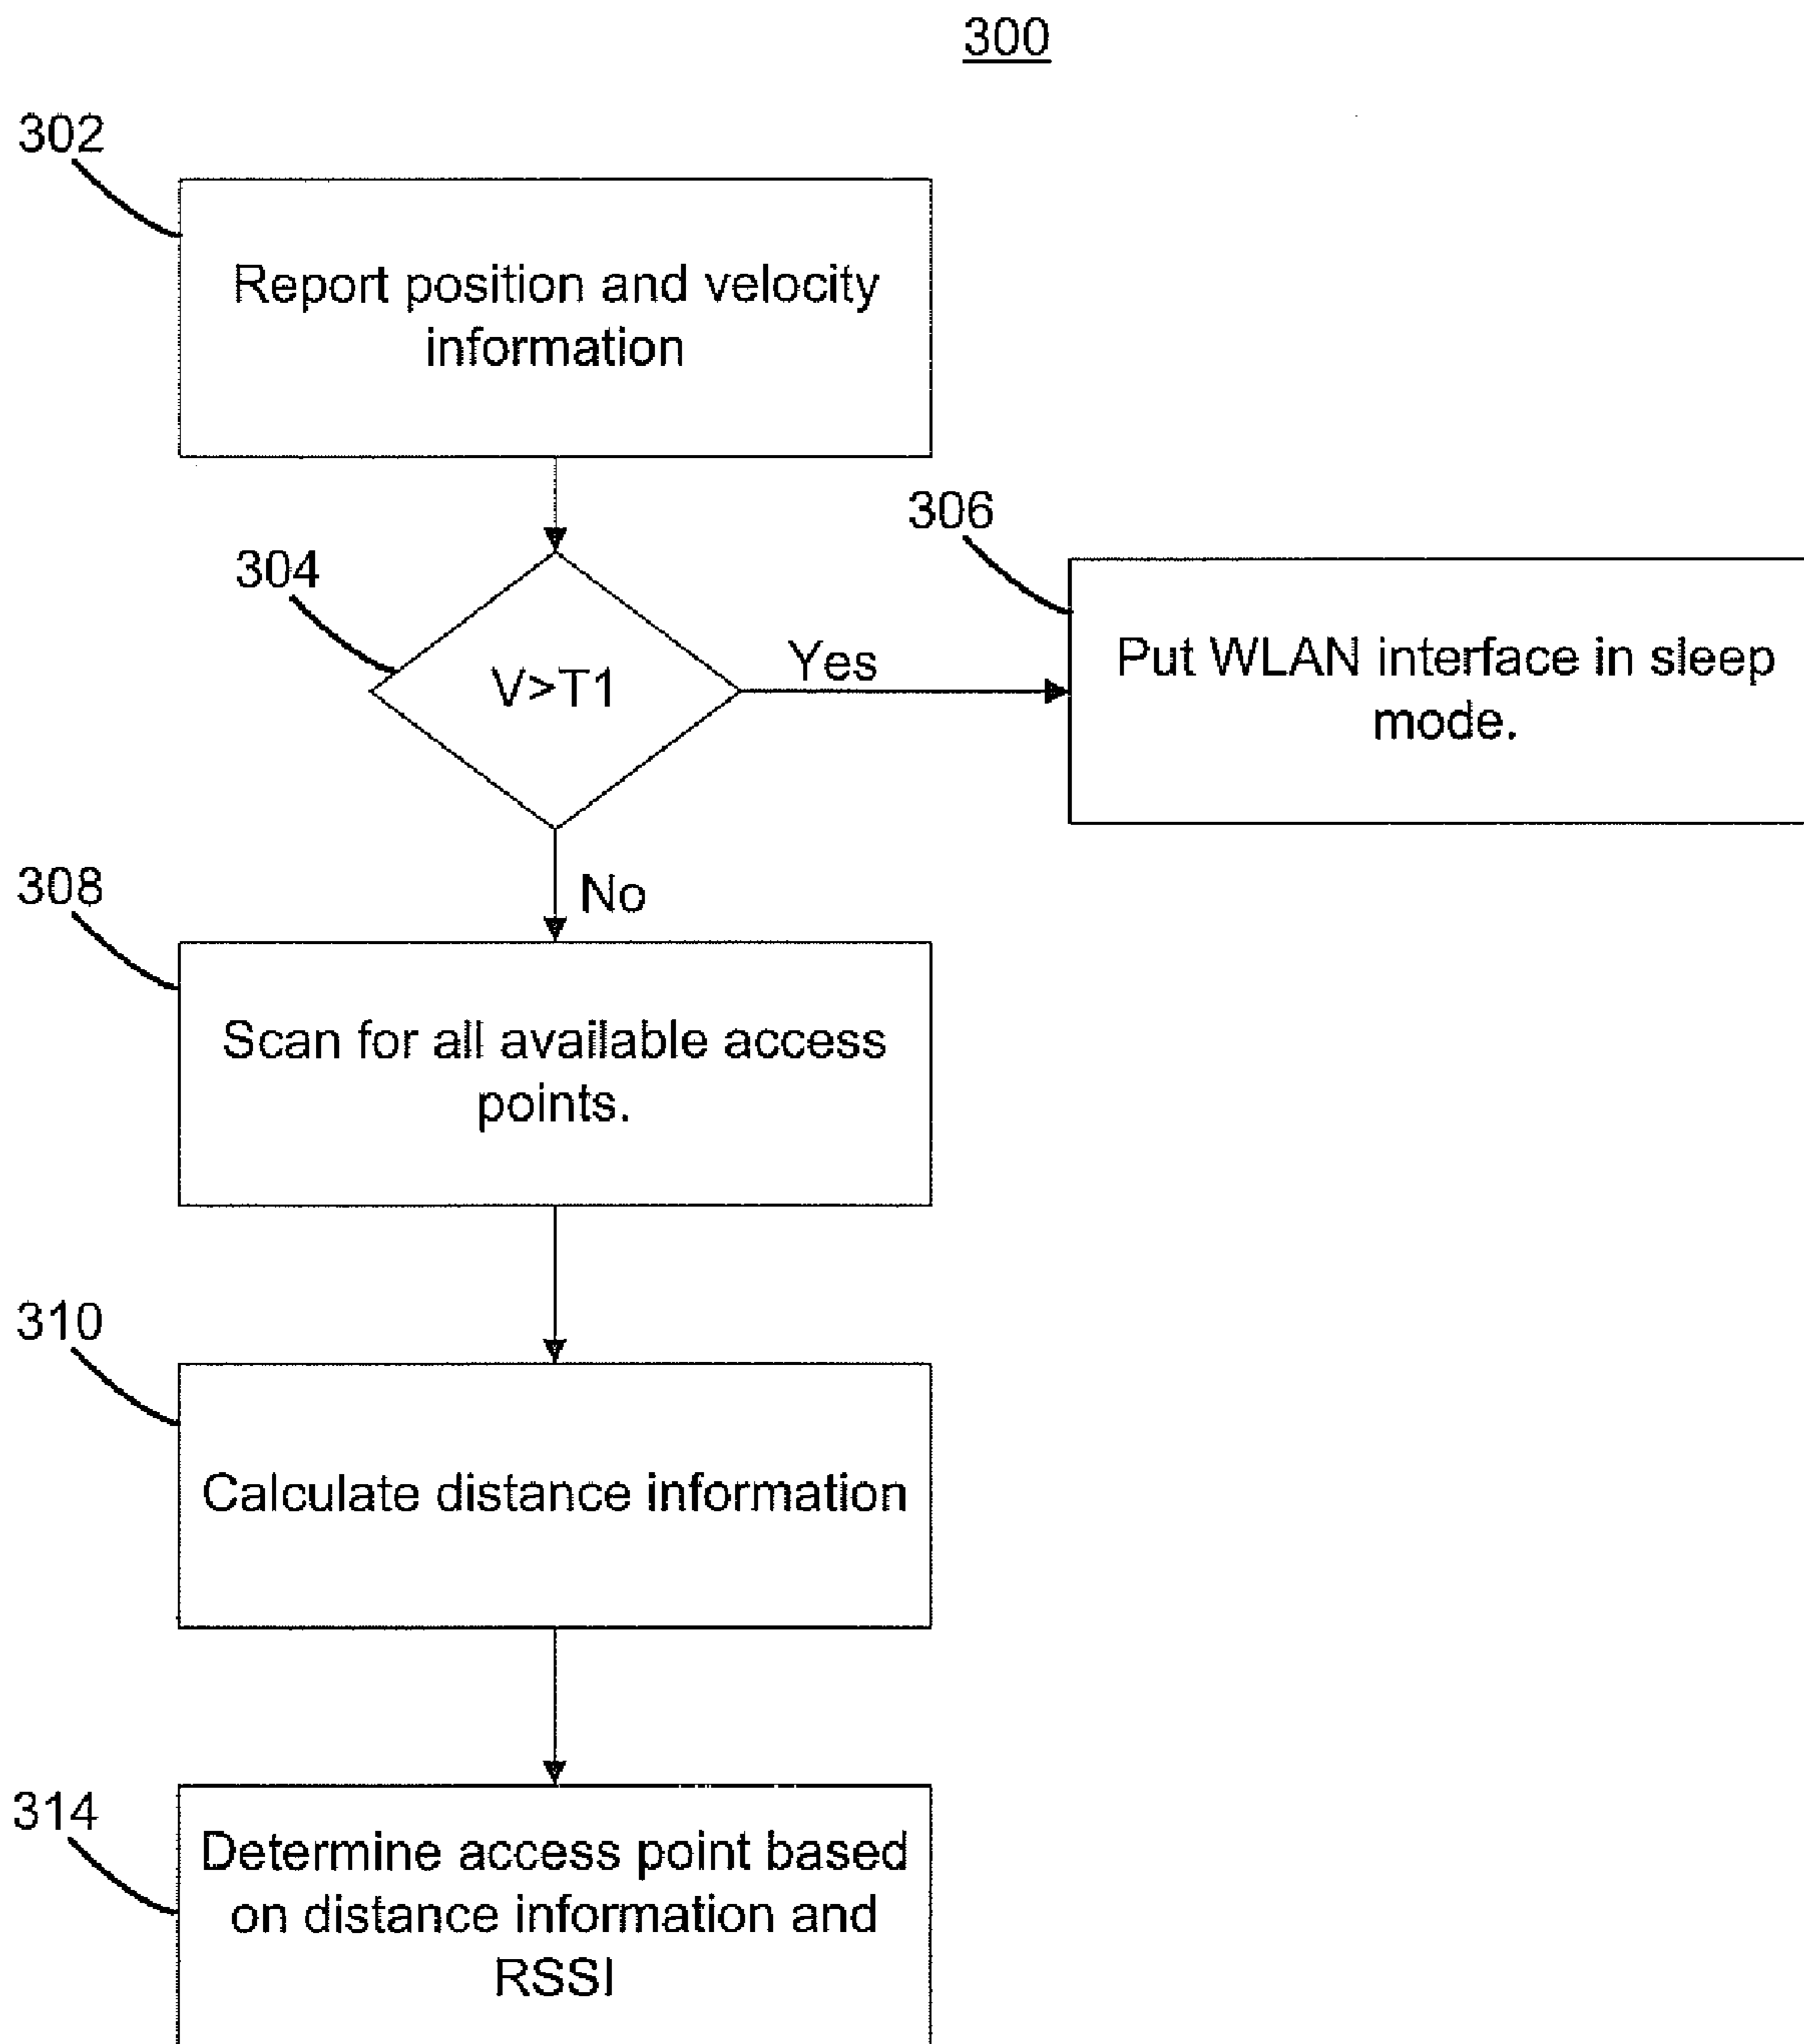 300
302
Report position and velocity
information
304
V>T1
Yes
306
Put WLAN interface in sleep
mode.
No
308
Scan for all available access
points.
310
Calculate distance information
314
Determine access point based
on distance information and
RSSI